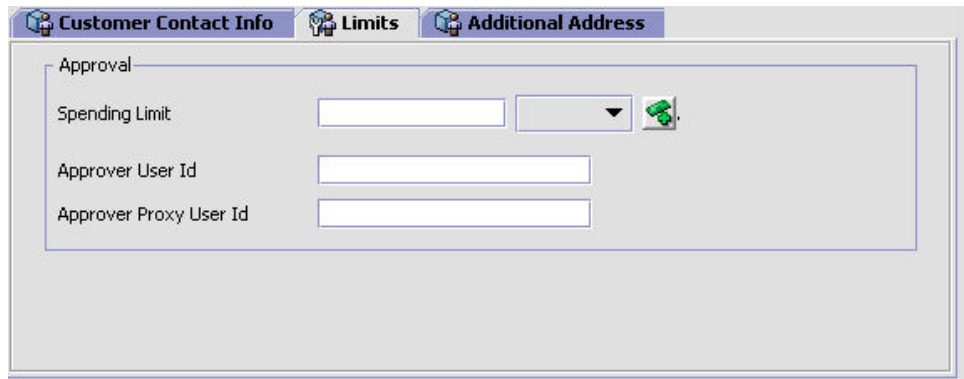 Customer Contact Info Limits Additional Address
Approval
Spending Limit
Approver User Id
Approver Proxy User Id